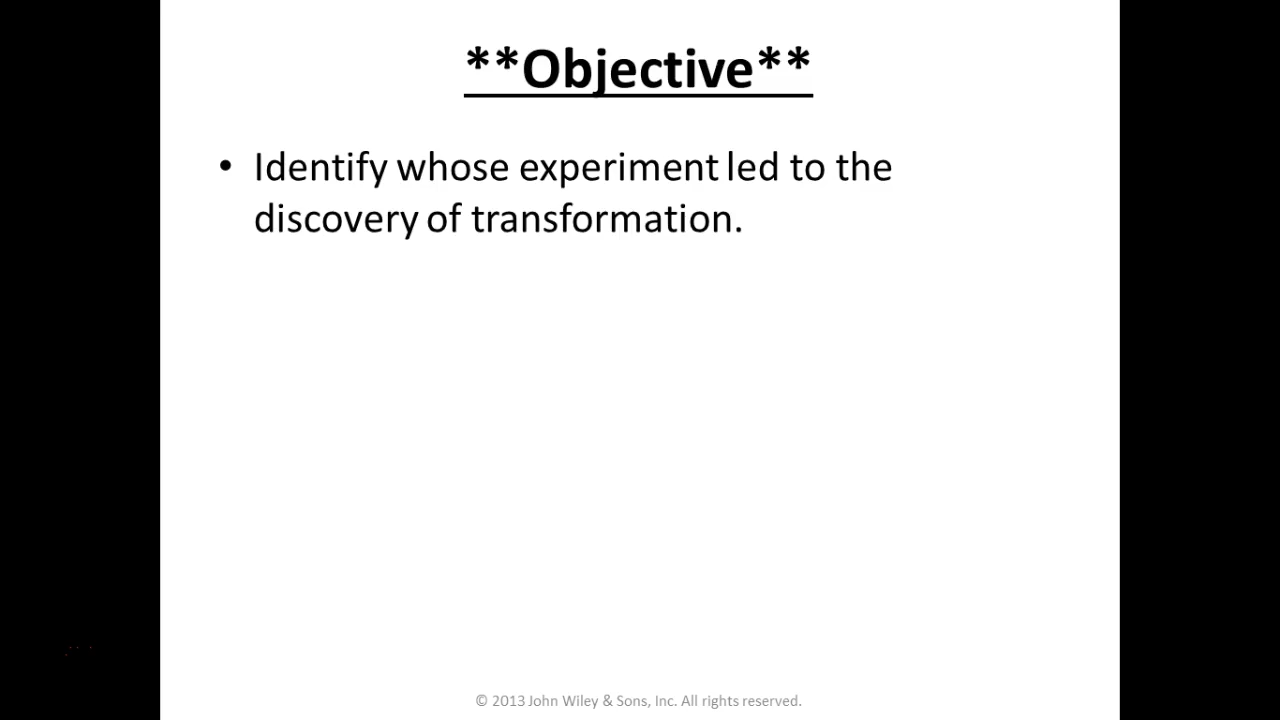 **Objective**
• Identify whose experiment led to the
discovery of transformation.
© 2013 John Wiley & Sons, Inc. All rights reserved.